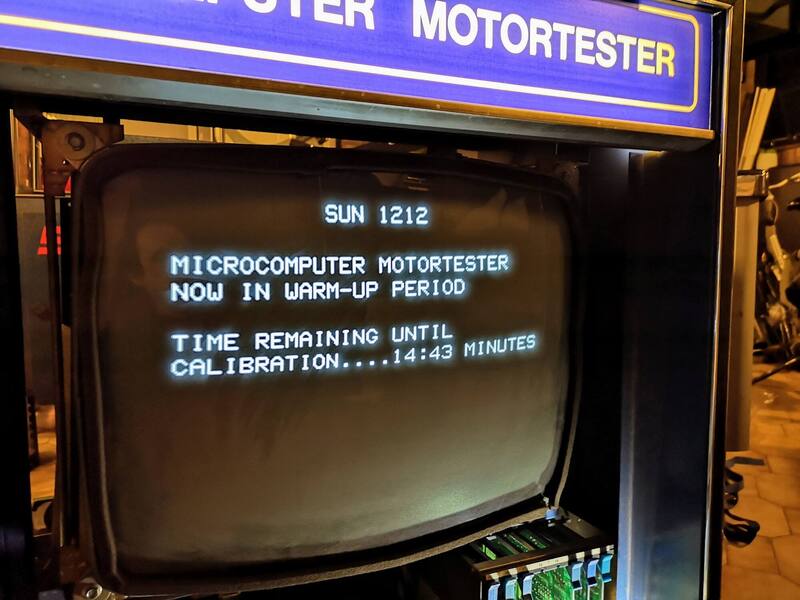 MOTORTESTER
SUN 1212
MICROCOMPUTER MOTORTESTER
NOW IN WARM-UP PERIOD
TIME REMAINING UNTIL
CALIBRATION....14:43 MINUTES